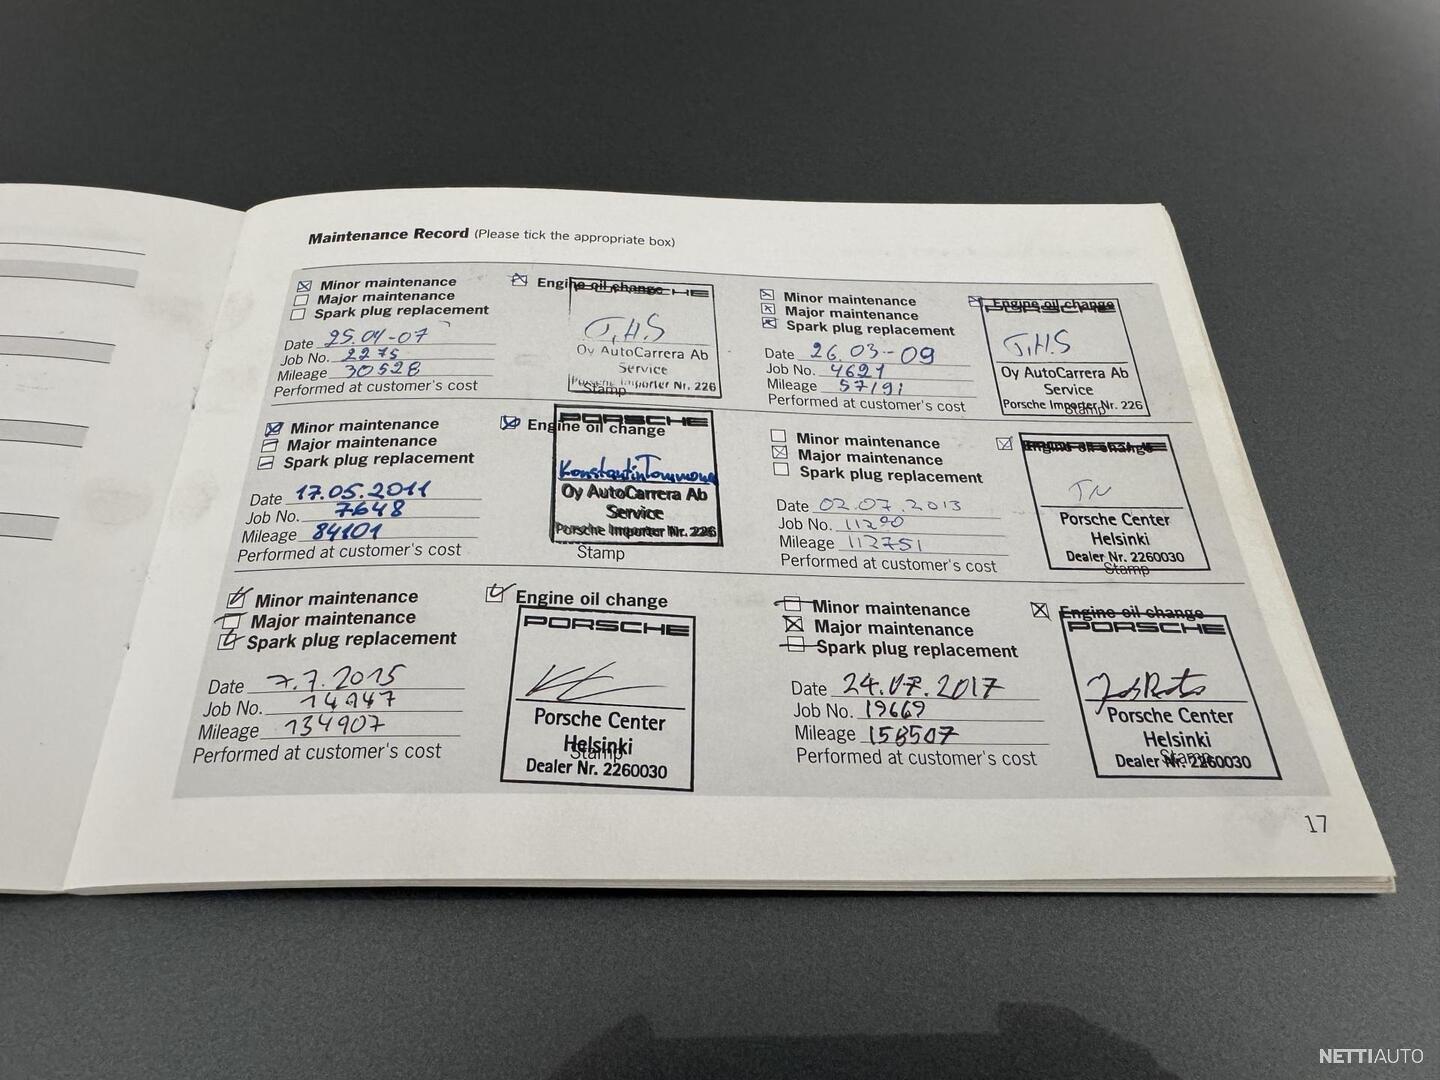 Maintenance Record (Please tick the appropriate box)
Minor maintenance
Major maintenance
Spark plug replacement
Engine oil change
Date 25.04-07
Job No. 2275
Mileage 30528
Performed at customer's cost
PORSCHE
J.H.S
Oy AutoCarrera Ab
Service
Porsche Importer Nr. 226
Stamp
Minor maintenance
Major maintenance
Spark plug replacement
Engine oil change
Date 26.03-09
Job No. 4621
Mileage 57191
Performed at customer's cost
PORSCHE
J.H.S
Oy AutoCarrera Ab
Service
Porsche Importer Nr. 226
Stamp
Minor maintenance
Major maintenance
Spark plug replacement
Engine oil change
Date 17.05.2011
Job No. 7648
Mileage 84101
Performed at customer's cost
PORSCHE
Konstantin
Oy AutoCarrera Ab
Service
Porsche Importer Nr. 226
Stamp
Minor maintenance
Major maintenance
Spark plug replacement
Engine oil change
Date 02.07.2013
Job No. 11290
Mileage 112751
Performed at customer's cost
PORSCHE
TN
Porsche Center
Helsinki
Dealer Nr. 2260030
Stamp
Minor maintenance
Major maintenance
Spark plug replacement
Engine oil change
Date 7.7.2015
Job No. 14947
Mileage 134907
Performed at customer's cost
PORSCHE
Porsche Center
Helsinki
Stamp
Dealer Nr. 2260030
Minor maintenance
Major maintenance
Spark plug replacement
Engine oil change
Date 24.07.2017
Job No. 19669
Mileage 158507
Performed at customer's cost
PORSCHE
Porsche Center
Helsinki
Stamp
Dealer Nr. 2260030
17
NETTIAUTO